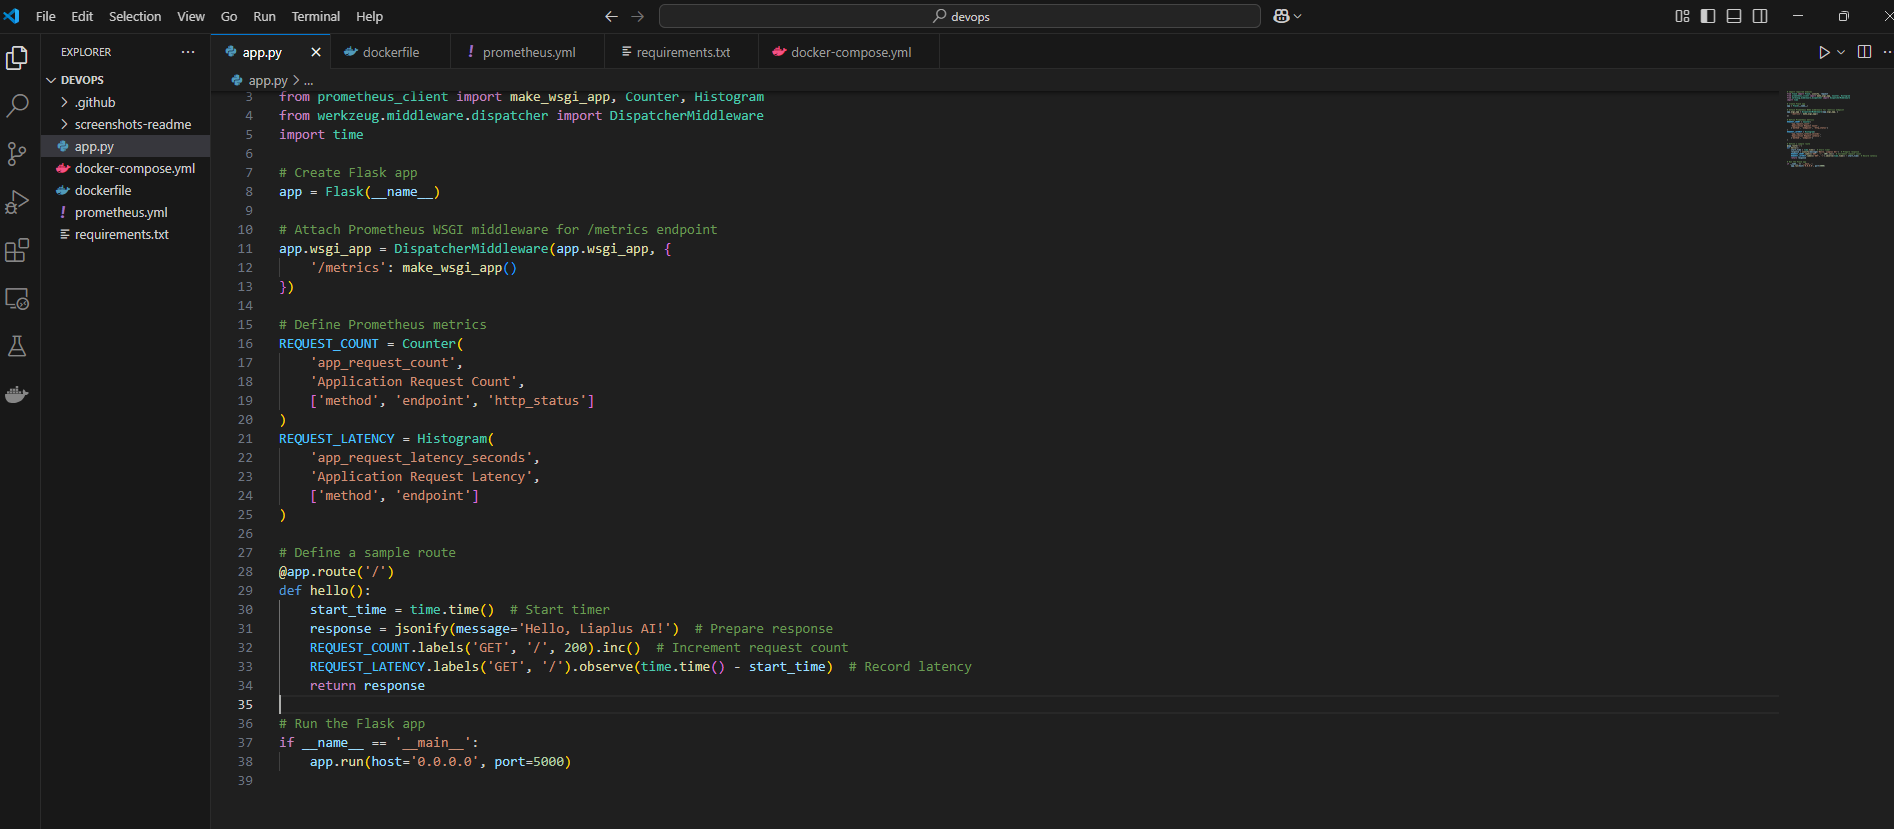 File Edit Selection View Go Run Terminal Help
devops
EXPLORER
DEVOPS
.github
screenshots-readme
app.py
docker-compose.yml
dockerfile
prometheus.yml
requirements.txt
app.py
dockerfile
prometheus.yml
requirements.txt
docker-compose.yml
app.py > ...
3 from prometheus_client import make_wsgi_app, Counter, Histogram
4 from werkzeug.middleware.dispatcher import DispatcherMiddleware
5 import time
6
7 # Create Flask app
8 app = Flask(__name__)
9
10 # Attach Prometheus WSGI middleware for /metrics endpoint
11 app.wsgi_app = DispatcherMiddleware(app.wsgi_app, {
12     '/metrics': make_wsgi_app()
13 })
14
15 # Define Prometheus metrics
16 REQUEST_COUNT = Counter(
17     'app_request_count',
18     'Application Request Count',
19     ['method', 'endpoint', 'http_status']
20 )
21 REQUEST_LATENCY = Histogram(
22     'app_request_latency_seconds',
23     'Application Request Latency',
24     ['method', 'endpoint']
25 )
26
27 # Define a sample route
28 @app.route('/')
29 def hello():
30     start_time = time.time()  # Start timer
31     response = jsonify(message='Hello, Liaplus AI!')  # Prepare response
32     REQUEST_COUNT.labels('GET', '/', 200).inc()  # Increment request count
33     REQUEST_LATENCY.labels('GET', '/').observe(time.time() - start_time)  # Record latency
34     return response
35
36 # Run the Flask app
37 if __name__ == '__main__':
38     app.run(host='0.0.0.0', port=5000)
39